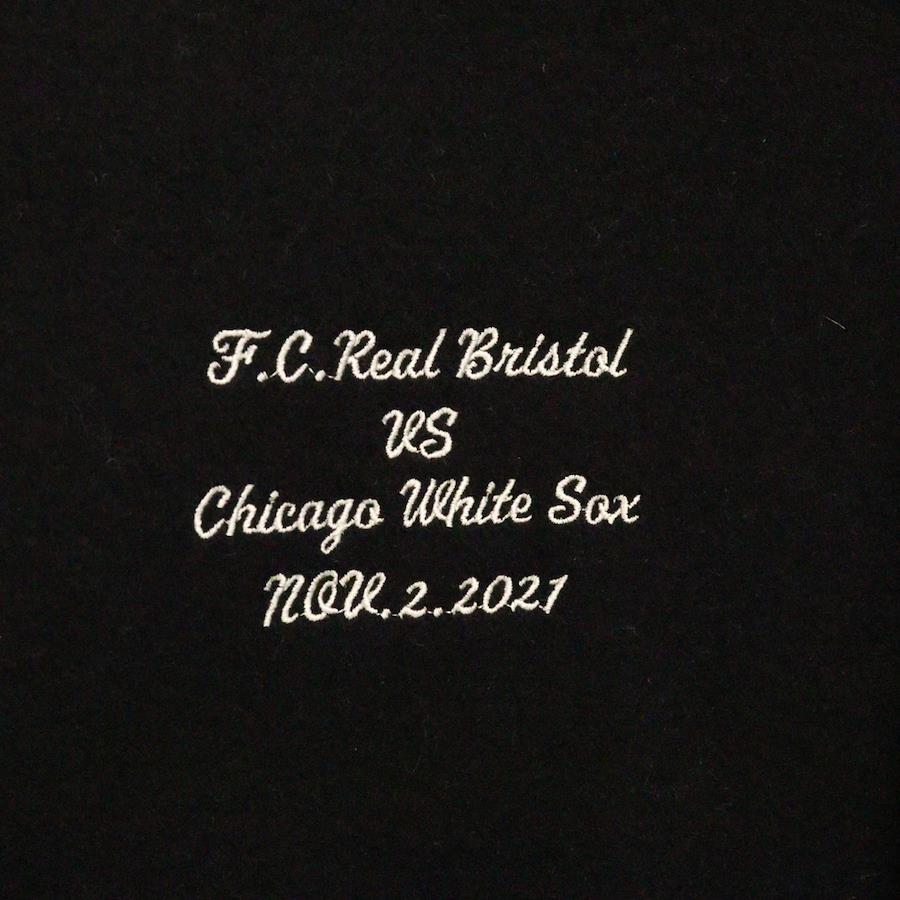 F.C.Real Bristol
VS
Chicago White Sox
NOV.2.2021